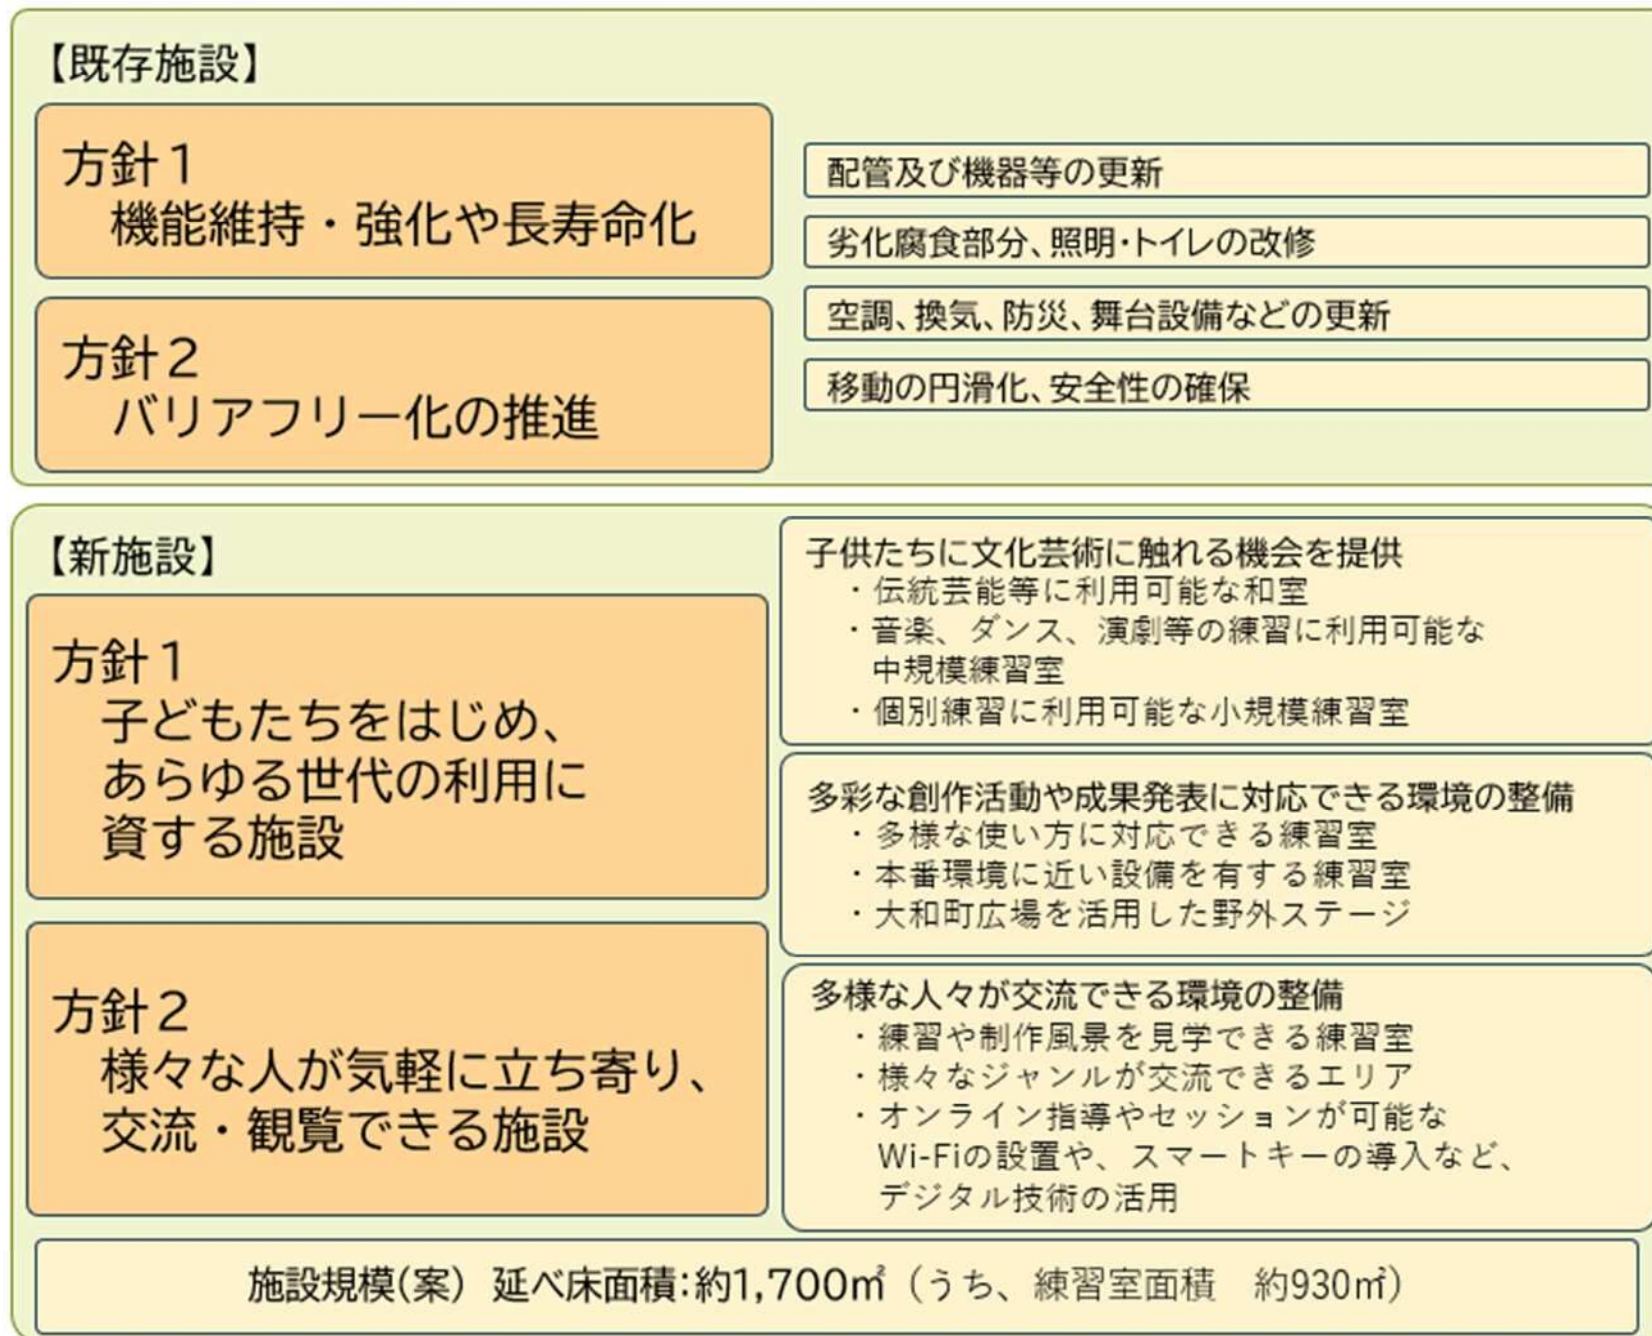 【既存施設】
方針1
機能維持・強化や長寿命化
方針2
バリアフリー化の推進
配管及び機器等の更新
劣化腐食部分、照明・トイレの改修
空調、換気、防災、舞台設備などの更新
移動の円滑化、安全性の確保
【新施設】
方針1
子どもたちをはじめ、
あらゆる世代の利用に
資する施設
方針2
様々な人が気軽に立ち寄り、
交流・観覧できる施設
子供たちに文化芸術に触れる機会を提供
・伝統芸能等に利用可能な和室
・音楽、ダンス、演劇等の練習に利用可能な
中規模練習室
・個別練習に利用可能な小規模練習室
多彩な創作活動や成果発表に対応できる環境の整備
・多様な使い方に対応できる練習室
・本番環境に近い設備を有する練習室
・大和町広場を活用した野外ステージ
多様な人々が交流できる環境の整備
・練習や制作風景を見学できる練習室
・様々なジャンルが交流できるエリア
・オンライン指導やセッションが可能な
Wi-Fiの設置や、スマートキーの導入など、
デジタル技術の活用
施設規模(案) 延べ床面積:約1,700㎡（うち、練習室面積　約930㎡）